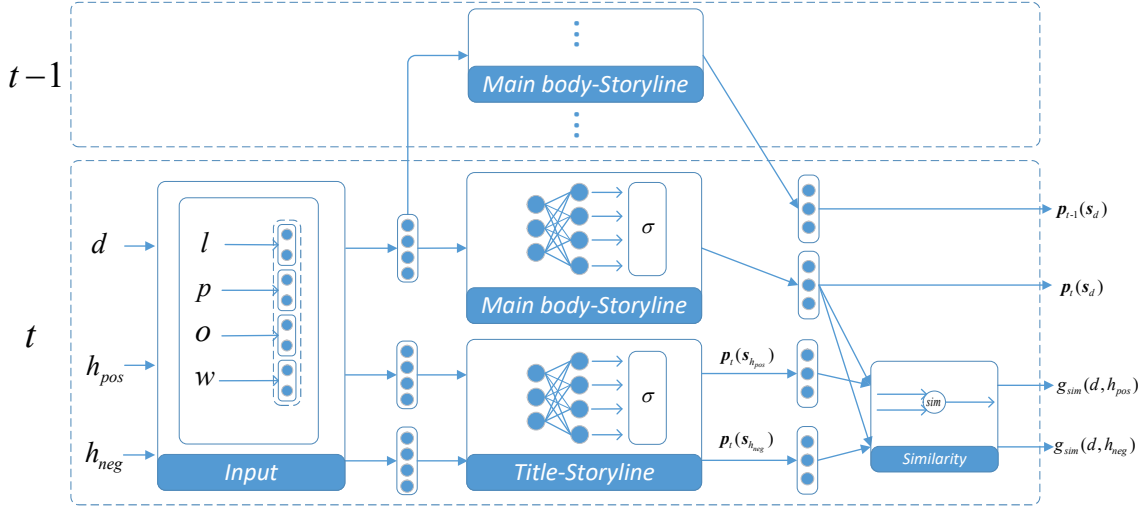 t−1
Main body-Storyline
t
d
h_pos
h_neg
l
p
o
w
Input
σ
Main body-Storyline
σ
Title-Storyline
p_t(s_{h_pos})
p_t(s_{h_neg})
sim
Similarity
p_{t-1}(s_d)
p_t(s_d)
g_sim(d, h_pos)
g_sim(d, h_neg)